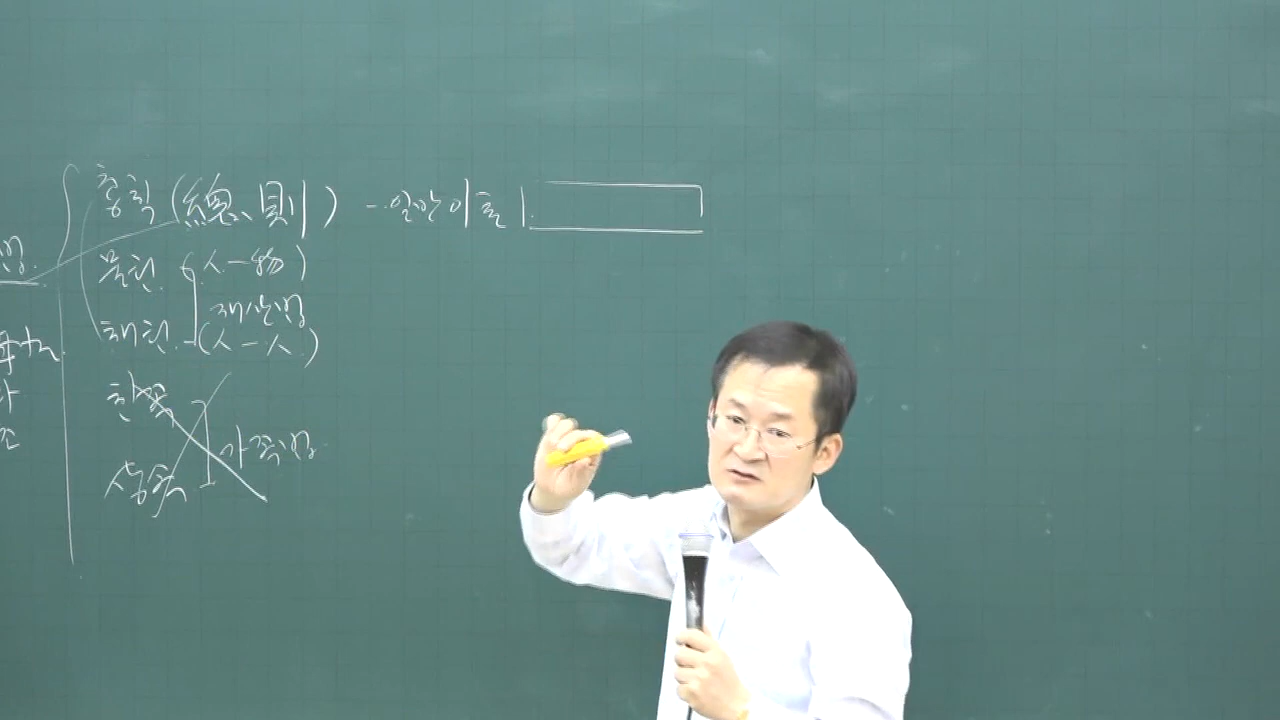 총칙 (總則) - 일반이론
물권 (人-物)
재산법
채권 - (人-人)
친족
가족법
상속